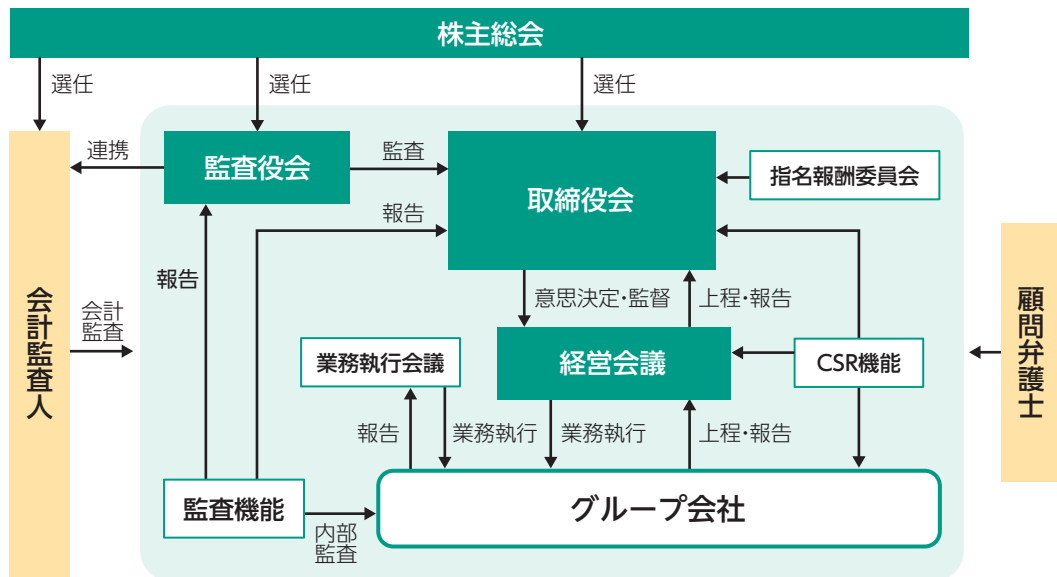 株主総会
選任
選任
選任
連携
監査役会
監査
取締役会
指名報酬委員会
報告
報告
会計監査人
会計
監査
意思決定・監督
上程・報告
顧問弁護士
業務執行会議
経営会議
CSR機能
報告
業務執行
業務執行
上程・報告
監査機能
内部
監査
グループ会社